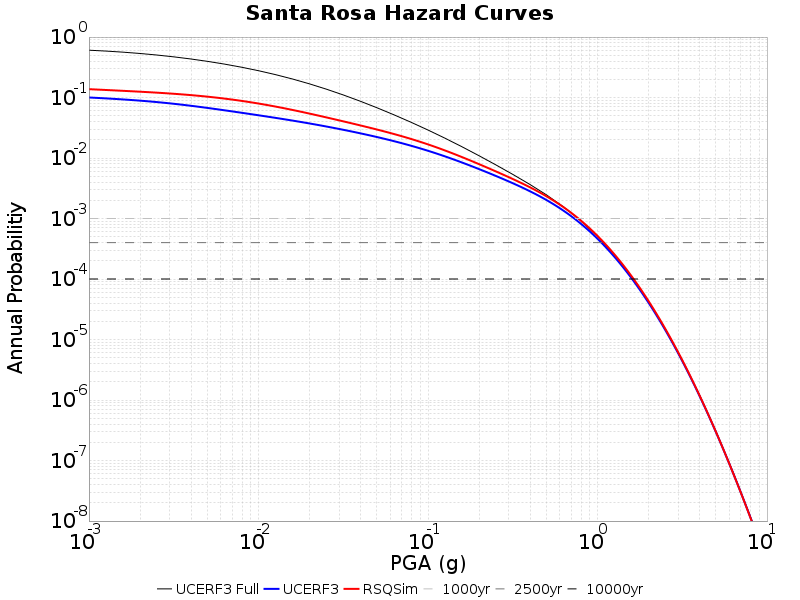 Santa Rosa Hazard Curves
10^0
10^-1
10^-2
10^-3
10^-4
10^-5
10^-6
10^-7
10^-8
Annual Probabilitiy
10^-3 10^-2 10^-1 10^0 10^1
PGA (g)
UCERF3 Full UCERF3 RSQSim 1000yr 2500yr 10000yr